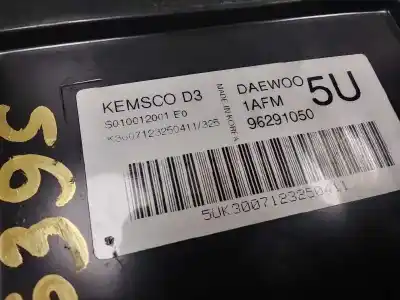 KEMSCO D3
S010012001 E0
K3007123250411/325
MADE IN KOREA
DAEWOO
1AFM
5U
96291050
5UK3007123250411